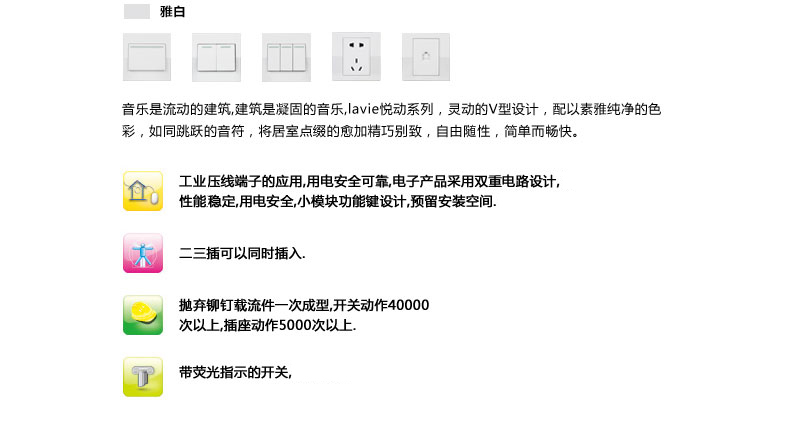 雅白
音乐是流动的建筑,建筑是凝固的音乐,lavie悦动系列，灵动的V型设计，配以素雅纯净的色
彩，如同跳跃的音符，将居室点缀的愈加精巧别致，自由随性，简单而畅快。
工业压线端子的应用,用电安全可靠,电子产品采用双重电路设计,
性能稳定,用电安全,小模块功能键设计,预留安装空间.
二三插可以同时插入.
抛弃铆钉载流件一次成型,开关动作40000
次以上,插座动作5000次以上.
带荧光指示的开关,